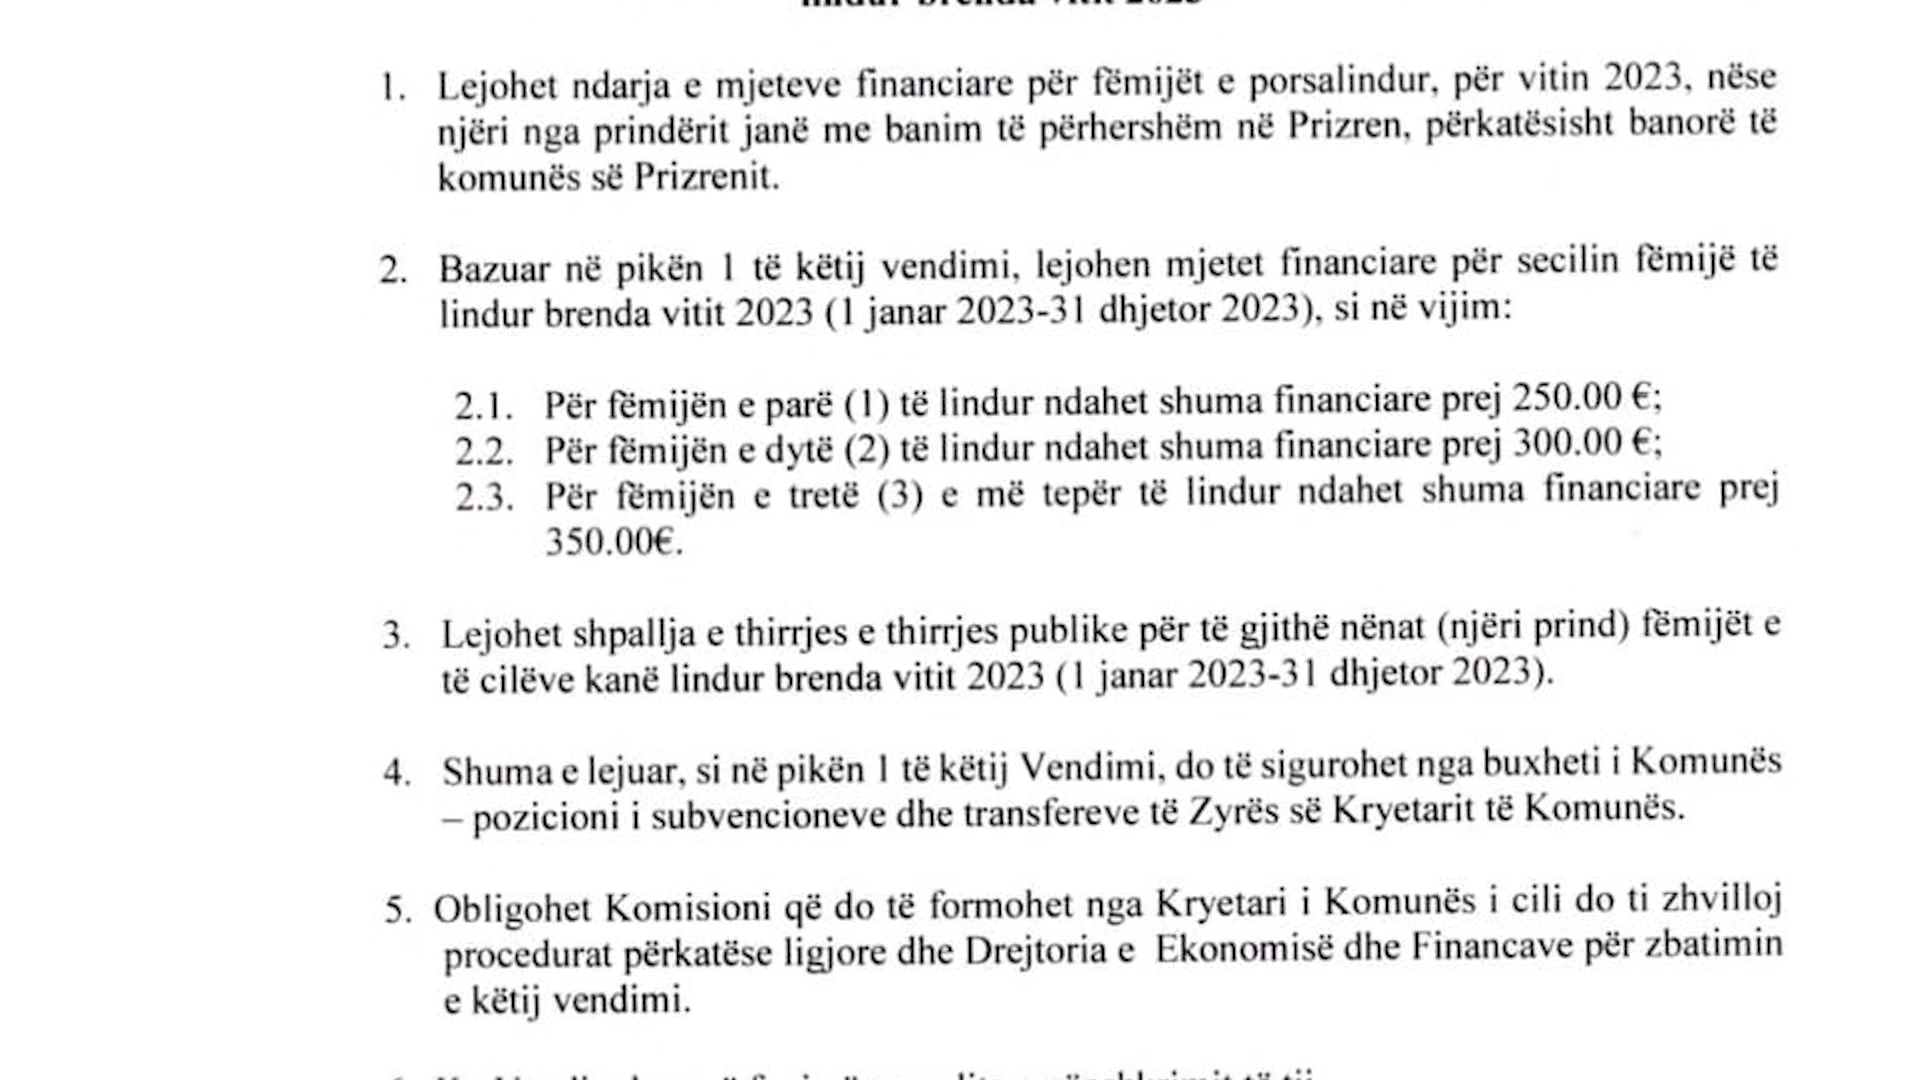 lindur brenda vitit 2023
1. Lejohet ndarja e mjeteve financiare për fëmijët e porsalindur, për vitin 2023, nëse
njëri nga prindërit janë me banim të përhershëm në Prizren, përkatësisht banorë të
komunës së Prizrenit.
2. Bazuar në pikën 1 të këtij vendimi, lejohen mjetet financiare për secilin fëmijë të
lindur brenda vitit 2023 (1 janar 2023-31 dhjetor 2023), si në vijim:
2.1. Për fëmijën e parë (1) të lindur ndahet shuma financiare prej 250.00 €;
2.2. Për fëmijën e dytë (2) të lindur ndahet shuma financiare prej 300.00 €;
2.3. Për fëmijën e tretë (3) e më tepër të lindur ndahet shuma financiare prej
350.00€.
3. Lejohet shpallja e thirrjes e thirrjes publike për të gjithë nënat (njëri prind) fëmijët e
të cilëve kanë lindur brenda vitit 2023 (1 janar 2023-31 dhjetor 2023).
4. Shuma e lejuar, si në pikën 1 të këtij Vendimi, do të sigurohet nga buxheti i Komunës
– pozicioni i subvencioneve dhe transfereve të Zyrës së Kryetarit të Komunës.
5. Obligohet Komisioni që do të formohet nga Kryetari i Komunës i cili do ti zhvilloj
procedurat përkatëse ligjore dhe Drejtoria e Ekonomisë dhe Financave për zbatimin
e këtij vendimi.